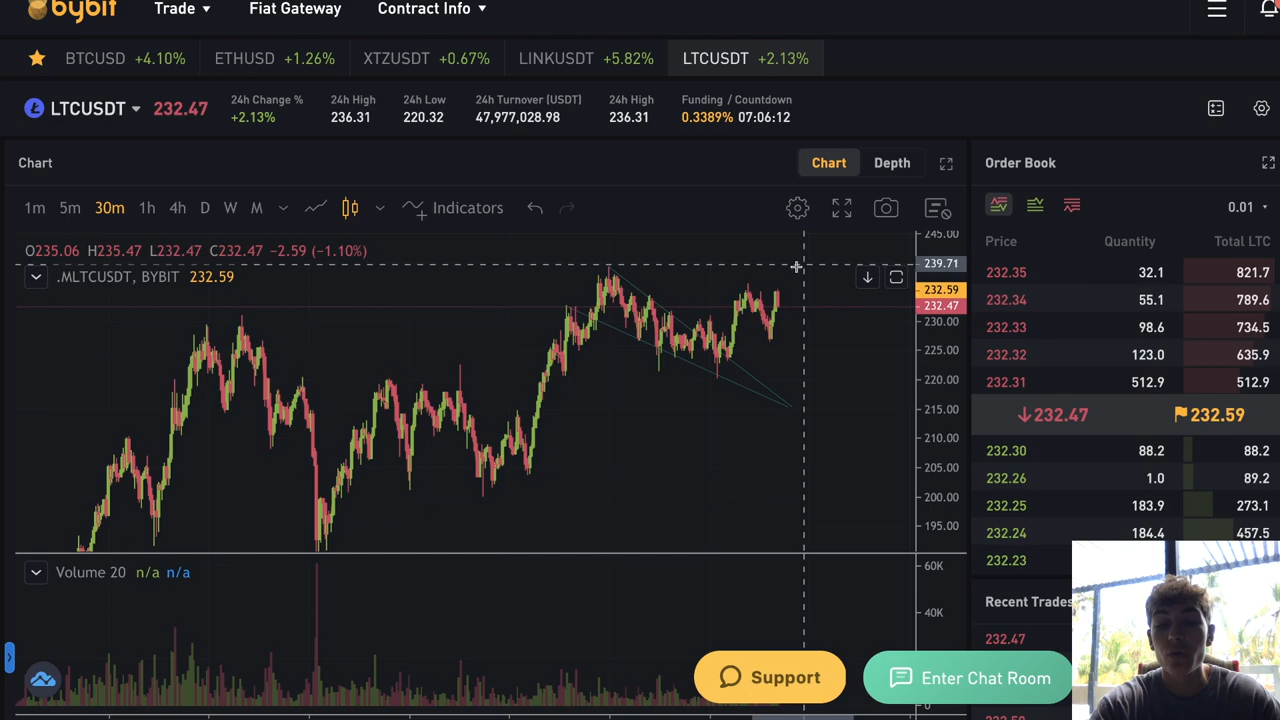 bybit Trade Fiat Gateway Contract Info
BTCUSD +4.10% ETHUSD +1.26% XTZUSDT +0.67% LINKUSDT +5.82% LTCUSDT +2.13%
LTCUSDT 232.47
24h Change % 24h High 24h Low 24h Turnover [USDT] 24h High Funding / Countdown
+2.13% 236.31 220.32 47,977,028.98 236.31 0.3389% 07:06:12
Chart Chart Depth
1m 5m 30m 1h 4h D W M Indicators
O235.06 H235.47 L232.47 C232.47 −2.59 (−1.10%)
.MLTCUSDT, BYBIT 232.59
245.00
239.71
232.59
232.47
230.00
225.00
220.00
215.00
210.00
205.00
200.00
195.00
Volume 20 n/a n/a
60K
40K
0
Support
Enter Chat Room
Order Book
0.01
Price Quantity Total LTC
232.35 32.1 821.7
232.34 55.1 789.6
232.33 98.6 734.5
232.32 123.0 635.9
232.31 512.9 512.9
232.47 232.59
232.30 88.2 88.2
232.26 1.0 89.2
232.25 183.9 273.1
232.24 184.4 457.5
232.23
Recent Trades
232.47